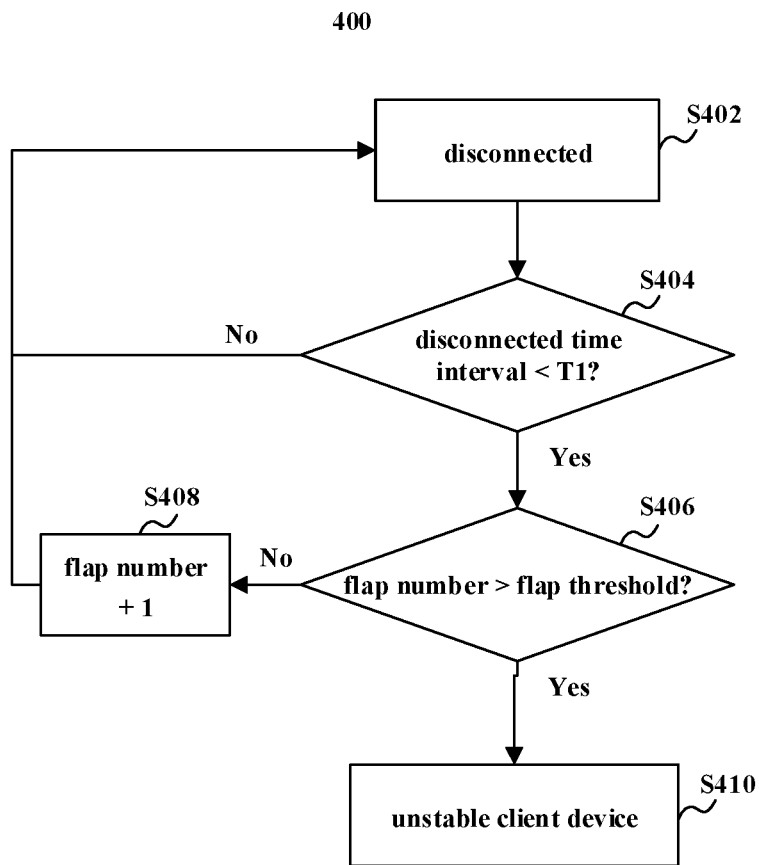 400
S402
disconnected
S404
No
disconnected time
interval < T1?
Yes
S408
S406
flap number
+ 1
No
flap number > flap threshold?
Yes
S410
unstable client device